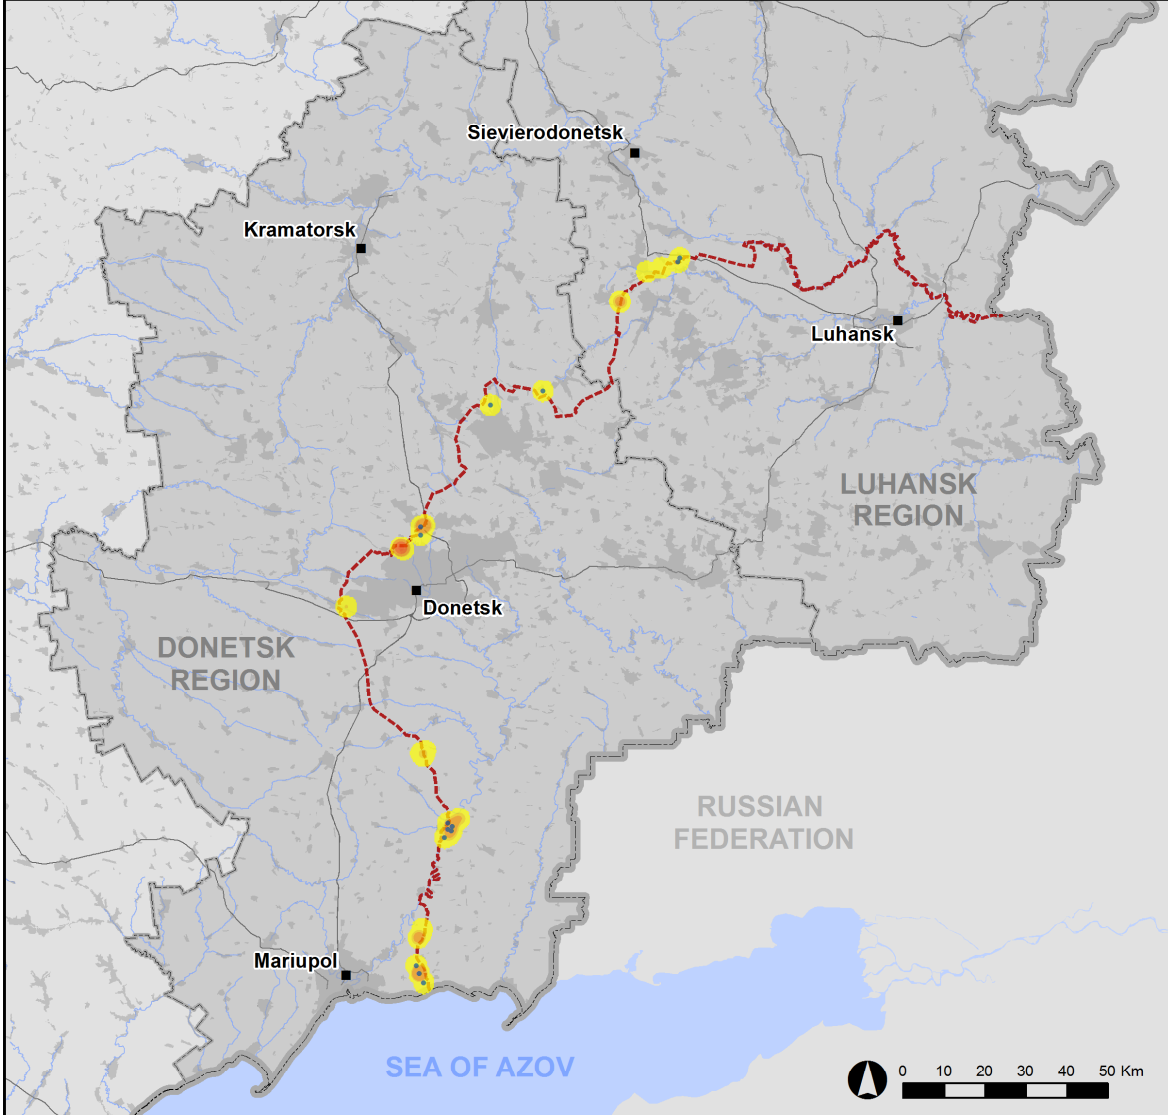 Sievierodonetsk
Kramatorsk
Luhansk
LUHANSK
REGION
Donetsk
DONETSK
REGION
RUSSIAN
FEDERATION
Mariupol
SEA OF AZOV
0 10 20 30 40 50 Km